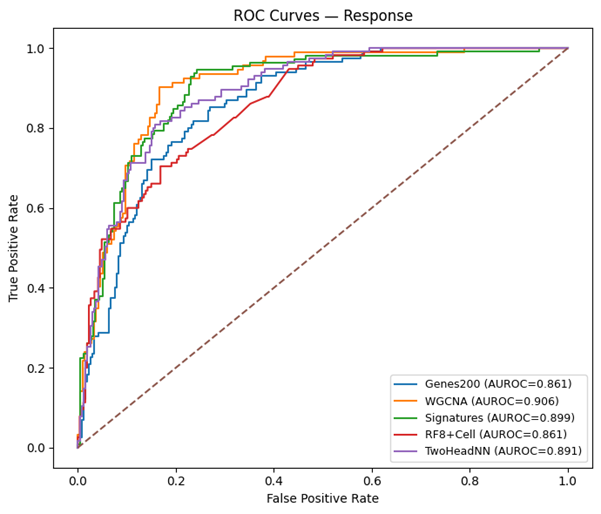 ROC Curves — Response
True Positive Rate
1.0
0.8
0.6
0.4
0.2
0.0
0.0 0.2 0.4 0.6 0.8 1.0
False Positive Rate
Genes200 (AUROC=0.861)
WGCNA (AUROC=0.906)
Signatures (AUROC=0.899)
RF8+Cell (AUROC=0.861)
TwoHeadNN (AUROC=0.891)